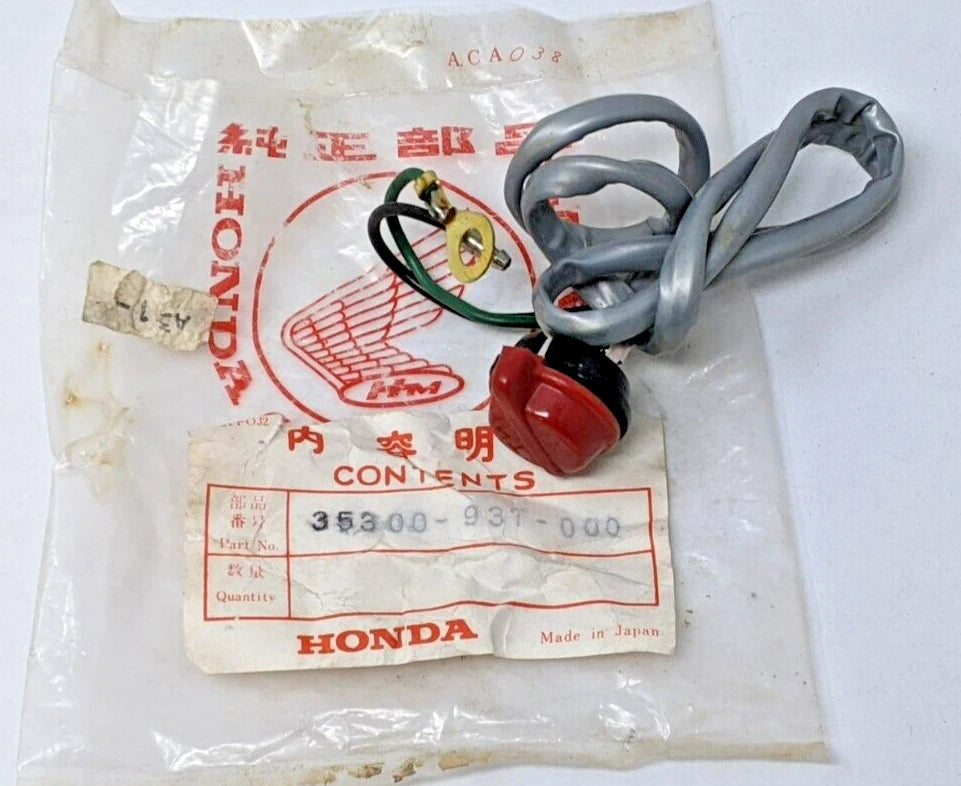 ACA038
純正部品
HONDA
HM
内容明
CONTENTS
部品
番号
Part No.
35300-937-000
数量
Quantity
HONDA
Made in Japan